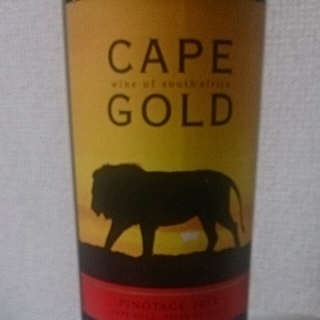 CAPE
wine of south africa
GOLD
PINOTAGE